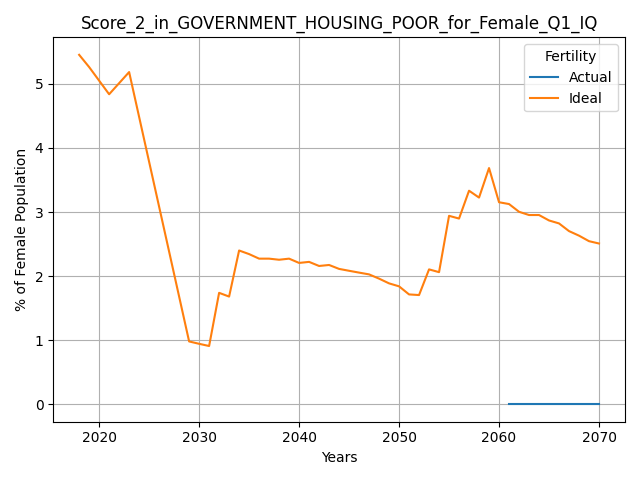 Score_2_in_GOVERNMENT_HOUSING_POOR_for_Female_Q1_IQ
Fertility
Actual
Ideal
% of Female Population
5
4
3
2
1
0
2020 2030 2040 2050 2060 2070
Years